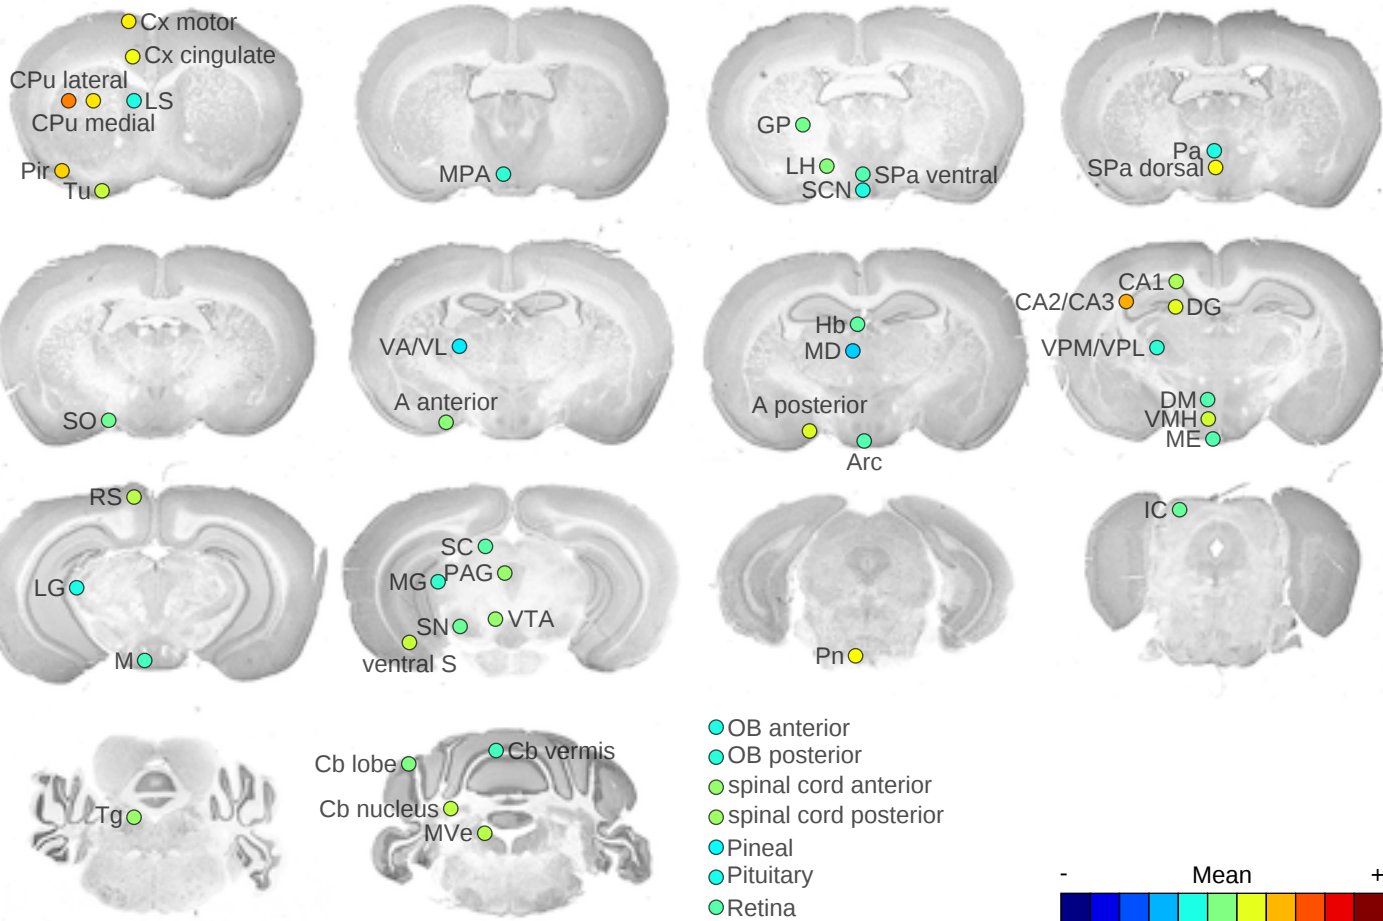 Cx motor
Cx cingulate
CPu lateral
LS
CPu medial
Pir
Tu
MPA
GP
LH
SPa ventral
SCN
Pa
SPa dorsal
SO
VA/VL
A anterior
Hb
MD
A posterior
Arc
CA1
CA2/CA3
DG
VPM/VPL
DM
VMH
ME
RS
LG
M
SC
MG
PAG
SN
VTA
ventral S
Pn
IC
Tg
Cb lobe
Cb vermis
Cb nucleus
MVe
OB anterior
OB posterior
spinal cord anterior
spinal cord posterior
Pineal
Pituitary
Retina
- Mean +